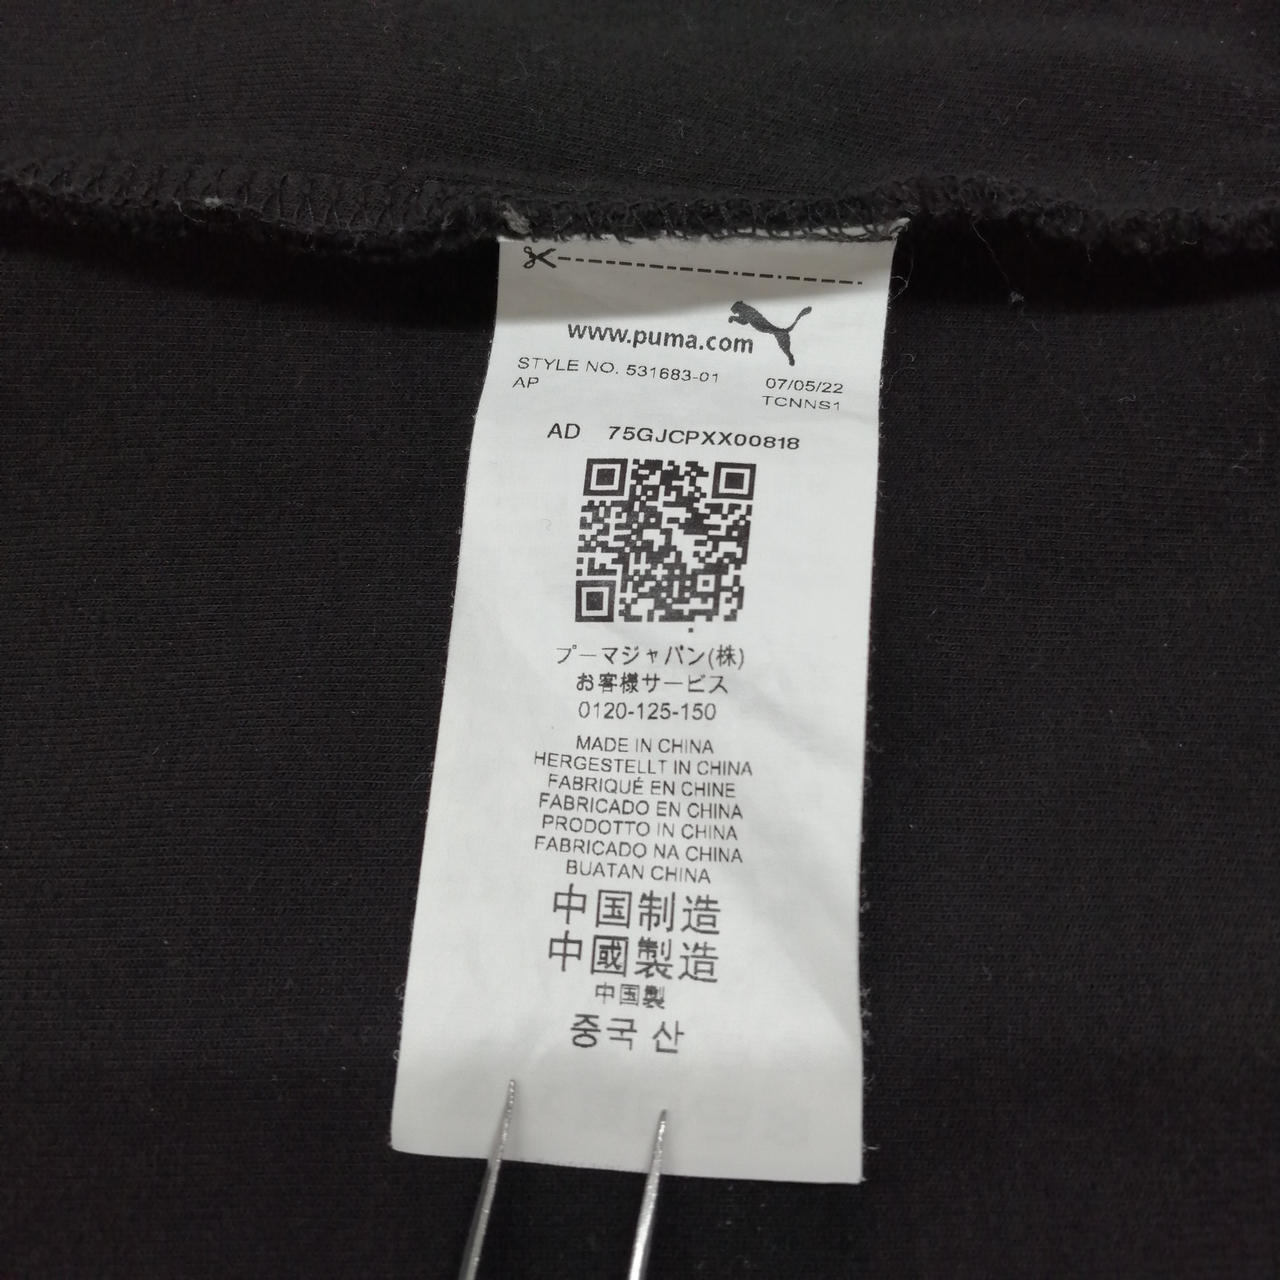 www.puma.com
STYLE NO. 531683-01 07/05/22
AP TCNNS1
AD 75GJCPXX00818
プーマジャパン(株)
お客様サービス
0120-125-150
MADE IN CHINA
HERGESTELLT IN CHINA
FABRIQUÉ EN CHINE
FABRICADO EN CHINA
PRODOTTO IN CHINA
FABRICADO NA CHINA
BUATAN CHINA
中国制造
中國製造
中国製
중국 산